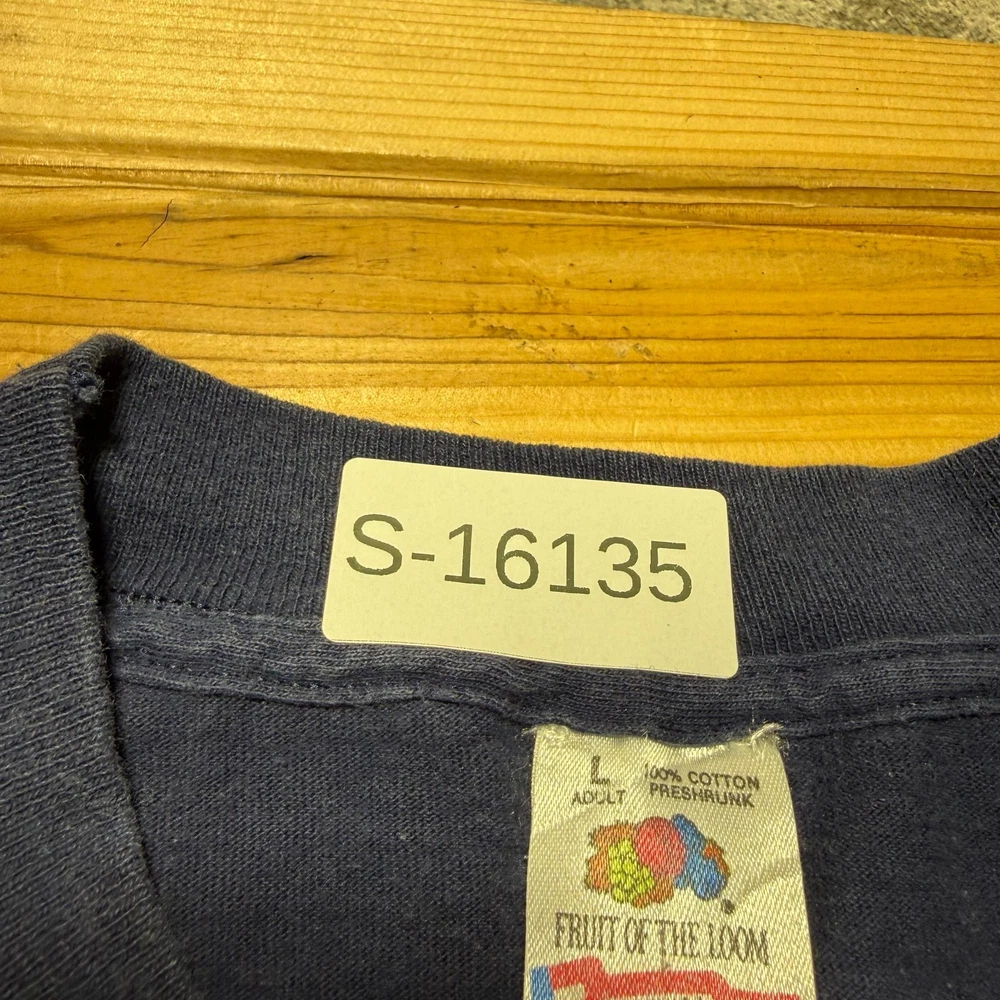 S-16135
L 100% COTTON
ADULT PRESHRUNK
FRUIT OF THE LOOM